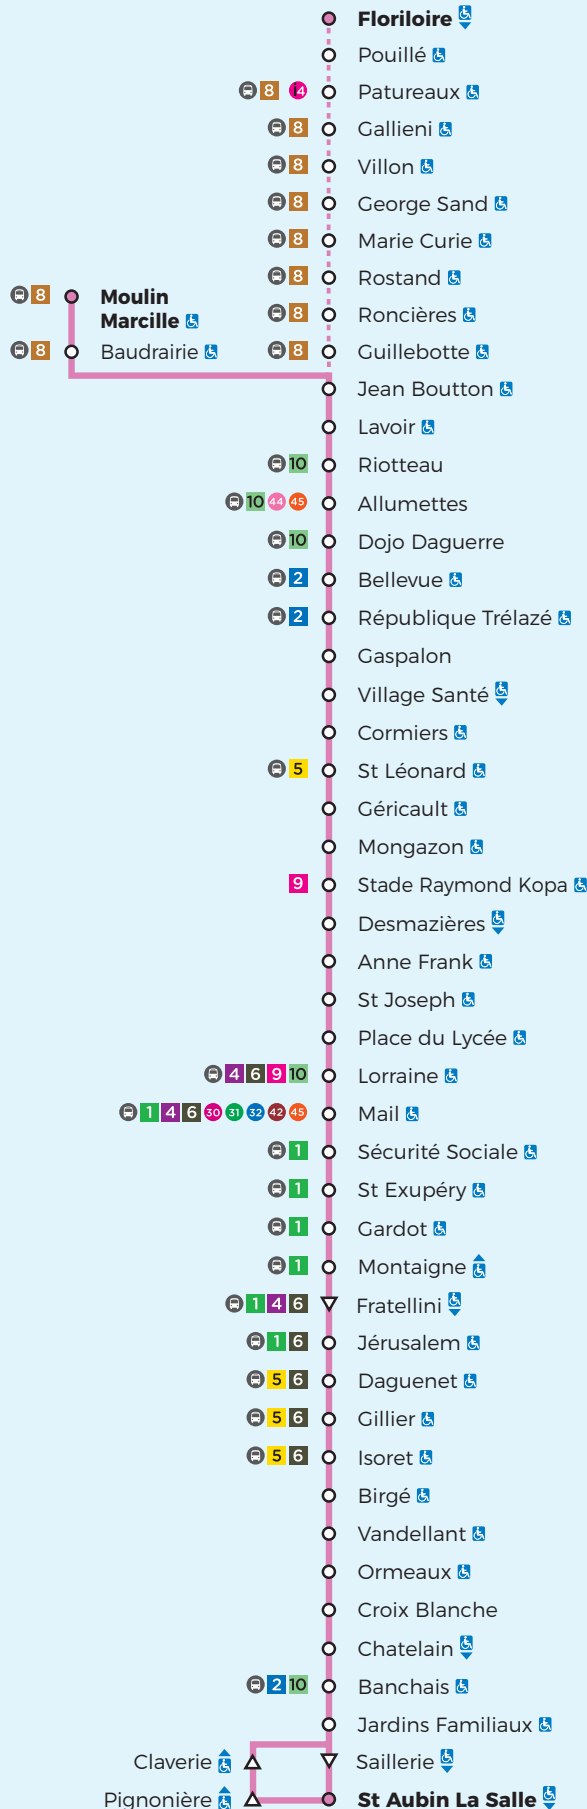 Floriloire
Pouillé
8 14 Patureaux
8 Gallieni
8 Villon
8 George Sand
8 Marie Curie
8 Rostand
8 Moulin
Marcille
8 Roncières
8 Baudrairie
8 Guillebotte
Jean Boutton
Lavoir
10 Riotteau
10 44 45 Allumettes
10 Dojo Daguerre
2 Bellevue
2 République Trélazé
Gaspalon
Village Santé
Cormiers
5 St Léonard
Géricault
Mongazon
9 Stade Raymond Kopa
Desmazières
Anne Frank
St Joseph
Place du Lycée
4 6 9 10 Lorraine
1 4 6 30 31 32 42 45 Mail
1 Sécurité Sociale
1 St Exupéry
1 Gardot
1 Montaigne
1 4 6 Fratellini
1 6 Jérusalem
5 6 Daguenet
5 6 Gillier
5 6 Isoret
Birgé
Vandellant
Ormeaux
Croix Blanche
Chatelain
2 10 Banchais
Jardins Familiaux
Claverie Saillerie
Pignonière St Aubin La Salle